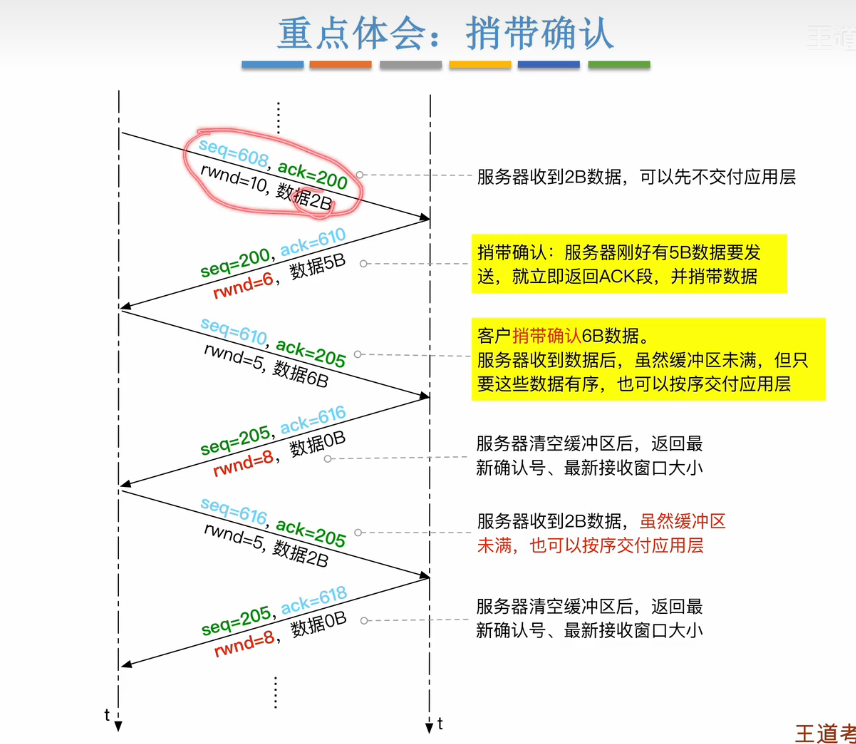 重点体会：捎带确认
王道
seq=608, ack=200
rwnd=10, 数据2B
服务器收到2B数据，可以先不交付应用层
seq=200, ack=610
rwnd=6，数据5B
捎带确认：服务器刚好有5B数据要发
送，就立即返回ACK段，并捎带数据
seq=610, ack=205
rwnd=5, 数据6B
客户捎带确认6B数据。
服务器收到数据后，虽然缓冲区未满，但只
要这些数据有序，也可以按序交付应用层
seq=205, ack=616
rwnd=8，数据0B
服务器清空缓冲区后，返回最
新确认号、最新接收窗口大小
seq=616, ack=205
rwnd=5, 数据2B
服务器收到2B数据，虽然缓冲区
未满，也可以按序交付应用层
seq=205, ack=618
rwnd=8，数据0B
服务器清空缓冲区后，返回最
新确认号、最新接收窗口大小
t
t
王道考